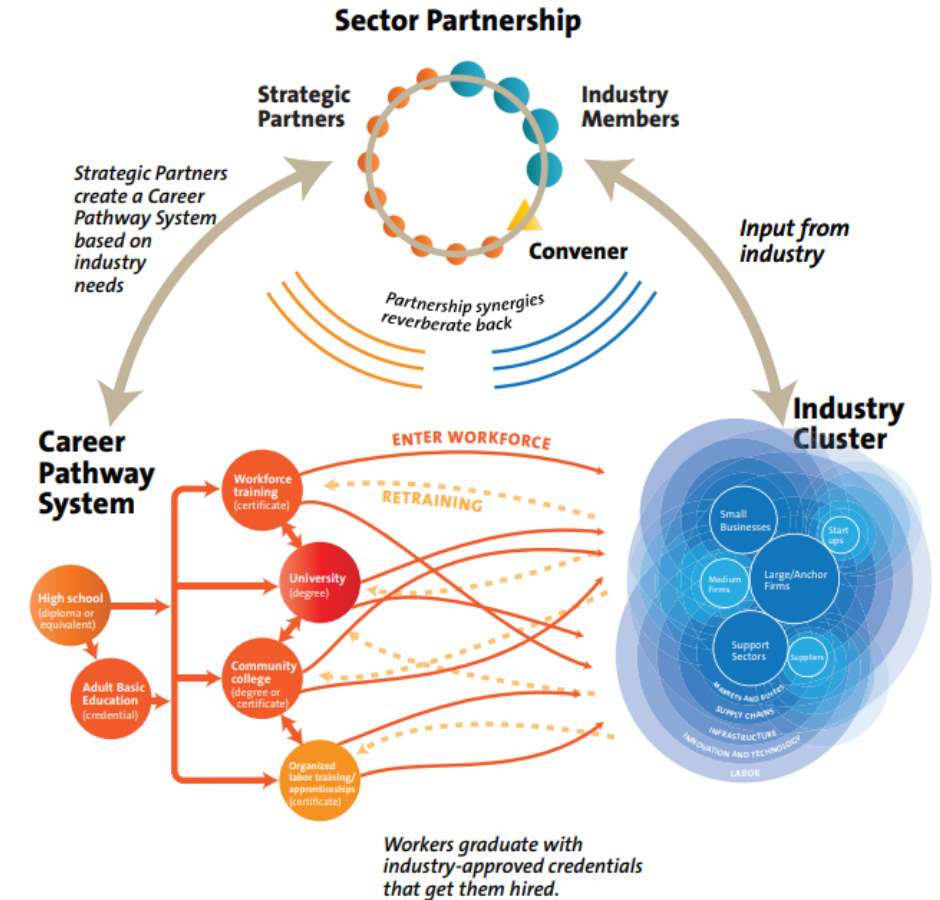 Sector Partnership
Strategic
Partners
Industry
Members
Strategic Partners
create a Career
Pathway System
based on
industry
needs
Input from
industry
Convener
Partnership synergies
reverberate back
Career
Pathway
System
Industry
Cluster
ENTER WORKFORCE
RETRAINING
Workforce
training
(certificate)
University
(degree)
High school
(diploma or
equivalent)
Community
college
(degree or
certificate)
Adult Basic
Education
(credential)
Organized
labor training/
apprenticeships
(certificate)
Small
Businesses
Start
ups
Medium
firms
Large/Anchor
Firms
Support
Sectors
Suppliers
MARKETS AND BUYERS
SUPPLY CHAINS
INFRASTRUCTURE
INNOVATION AND TECHNOLOGY
LABOR
Workers graduate with
industry-approved credentials
that get them hired.